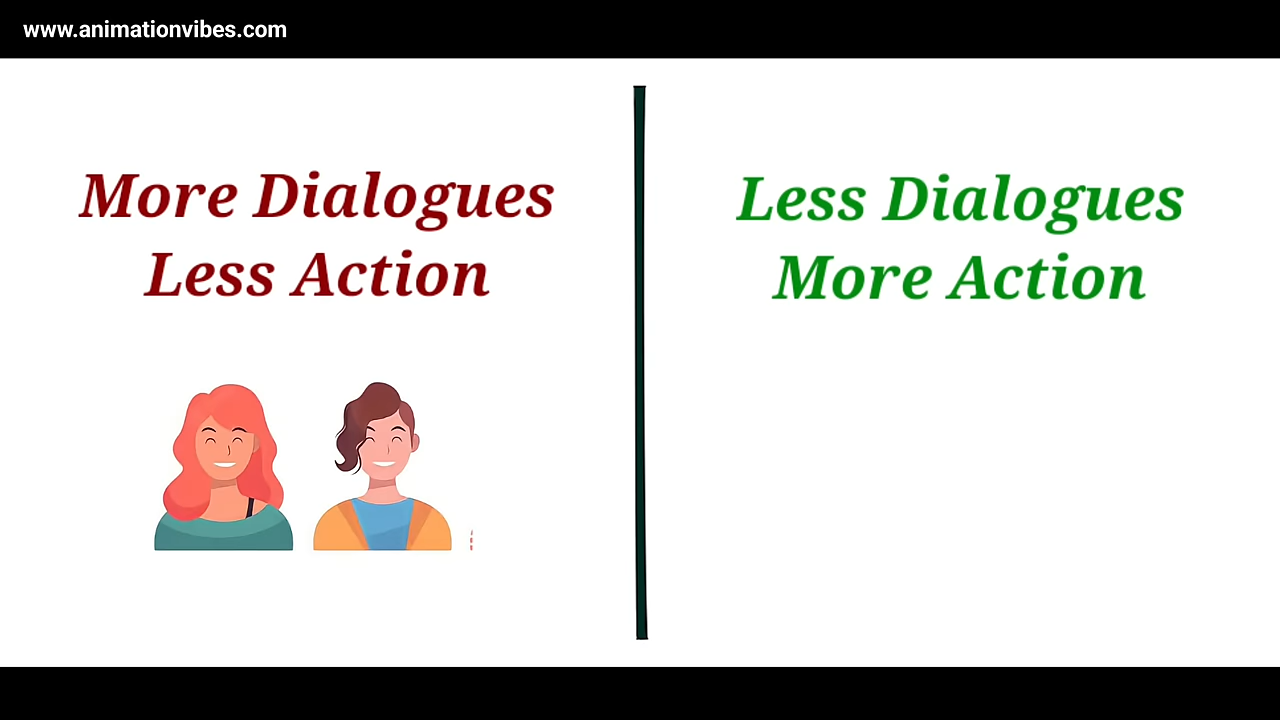 www.animationvibes.com
More Dialogues
Less Action
Less Dialogues
More Action